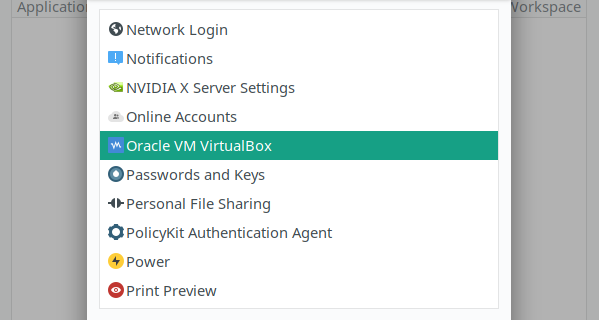 Application
Workspace
Network Login
Notifications
NVIDIA X Server Settings
Online Accounts
Oracle VM VirtualBox
Passwords and Keys
Personal File Sharing
PolicyKit Authentication Agent
Power
Print Preview